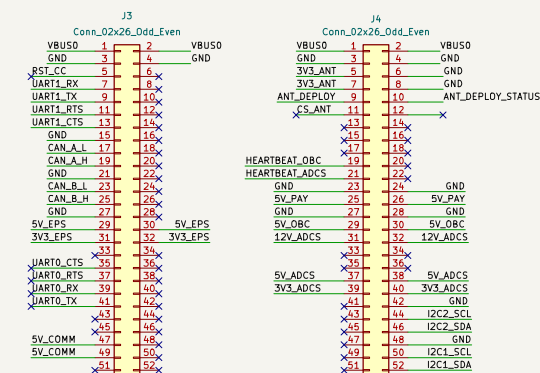 J3
Conn_02x26_Odd_Even
VBUS0 1 2 VBUS0
GND 3 4 GND
RST_CC 5 6
UART1_RX 7 8
UART1_TX 9 10
UART1_RTS 11 12
UART1_CTS 13 14
GND 15 16
CAN_A_L 17 18
CAN_A_H 19 20
GND 21 22
CAN_B_L 23 24
CAN_B_H 25 26
GND 27 28
5V_EPS 29 30 5V_EPS
3V3_EPS 31 32 3V3_EPS
33 34
UART0_CTS 35 36
UART0_RTS 37 38
UART0_RX 39 40
UART0_TX 41 42
43 44
45 46
5V_COMM 47 48
5V_COMM 49 50
51 52
J4
Conn_02x26_Odd_Even
VBUS0 1 2 VBUS0
GND 3 4 GND
3V3_ANT 5 6 GND
3V3_ANT 7 8 GND
ANT_DEPLOY 9 10 ANT_DEPLOY_STATUS
CS_ANT 11 12
13 14
15 16
17 18
HEARTBEAT_OBC 19 20
HEARTBEAT_ADCS 21 22
GND 23 24 GND
5V_PAY 25 26 5V_PAY
GND 27 28 GND
5V_OBC 29 30 5V_OBC
12V_ADCS 31 32 12V_ADCS
33 34
35 36
5V_ADCS 37 38 5V_ADCS
3V3_ADCS 39 40 3V3_ADCS
41 42 GND
43 44 I2C2_SCL
45 46 I2C2_SDA
47 48 GND
49 50 I2C1_SCL
51 52 I2C1_SDA